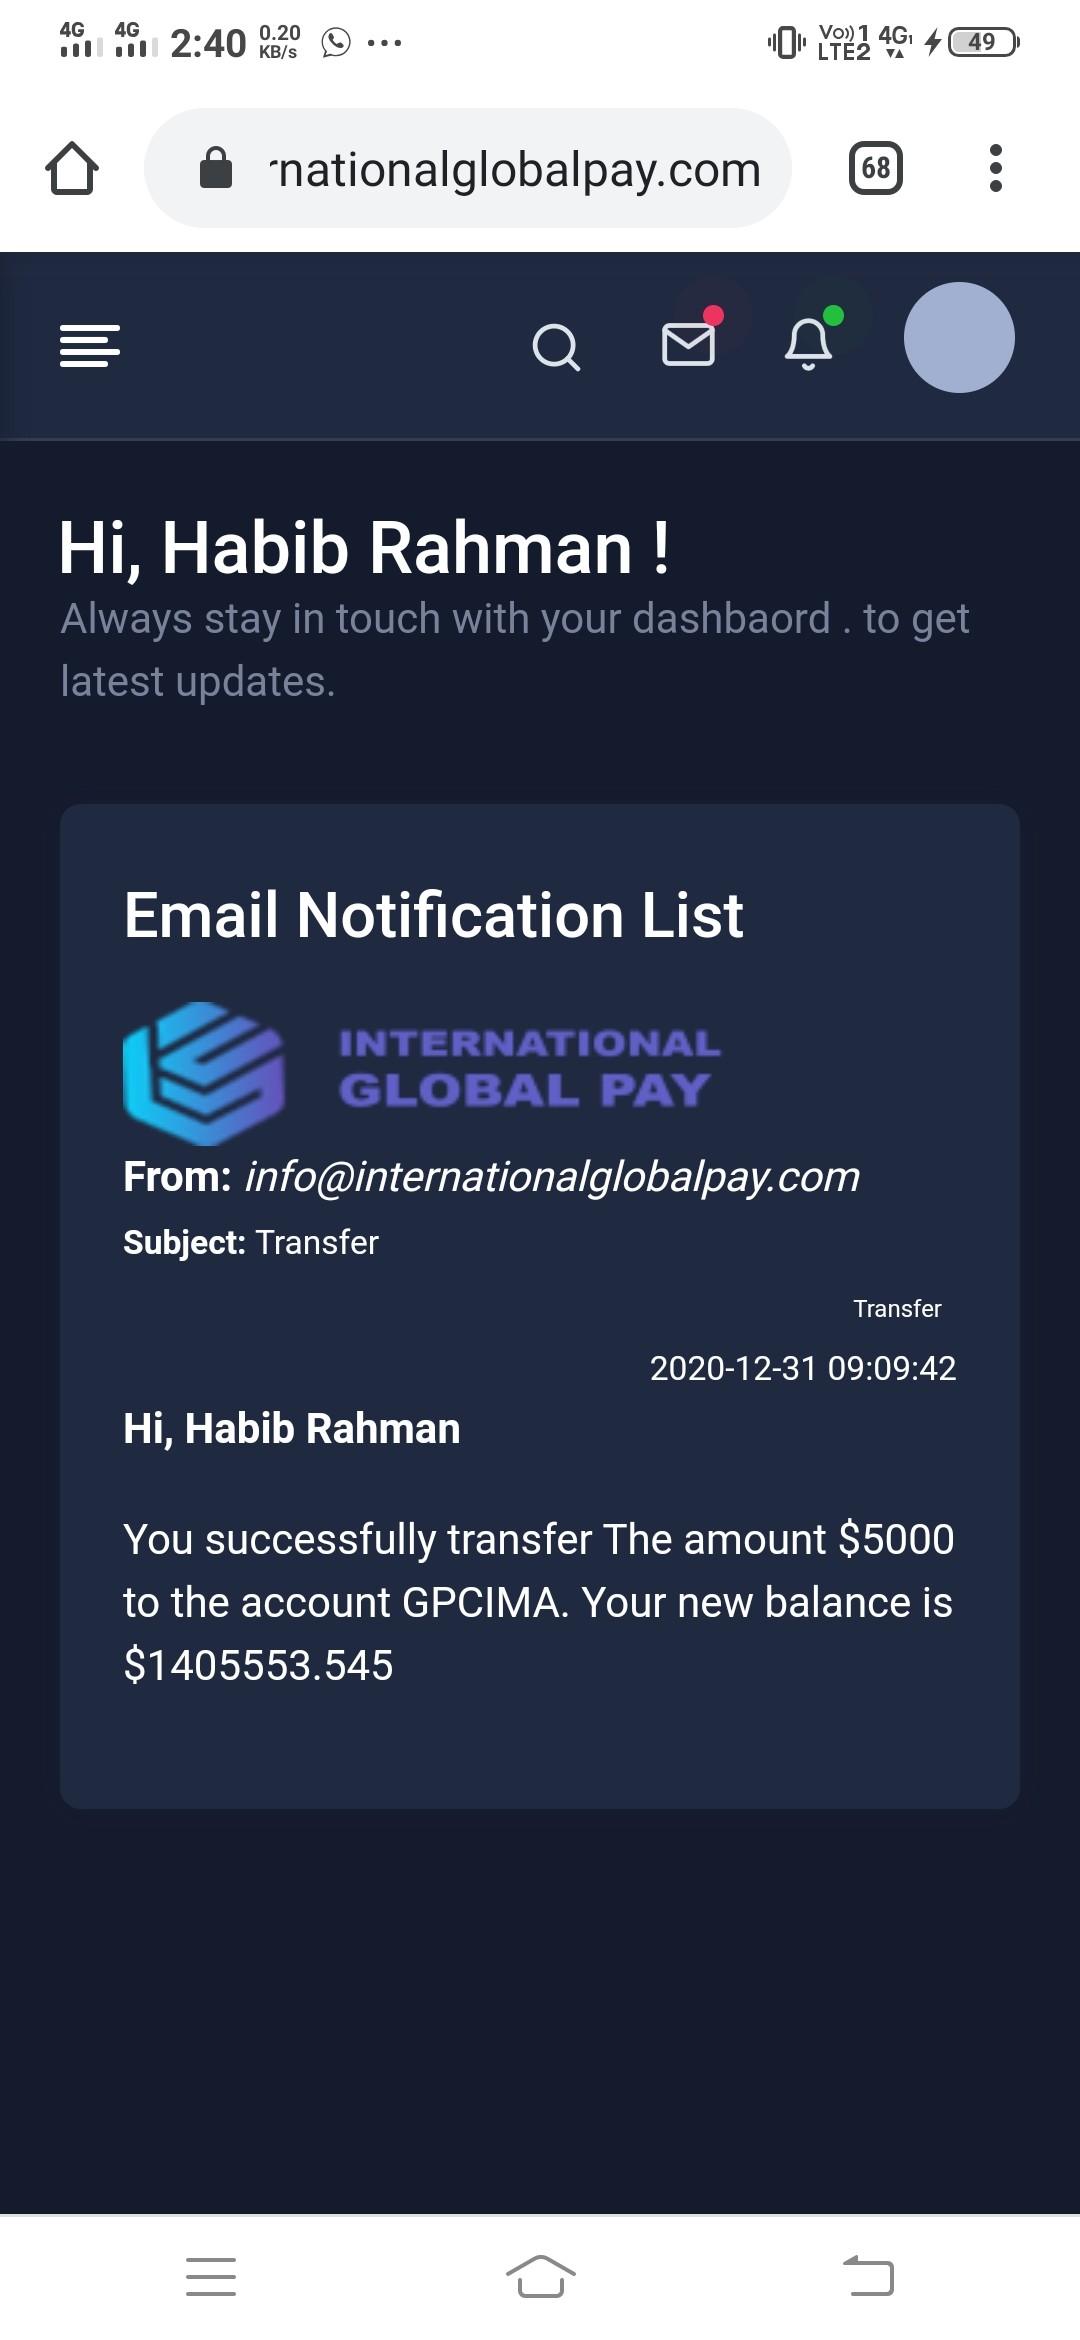 4G 4G 2:40 0.20 KB/s Vo)) 1 LTE2 4G1 49
rnationalglobalpay.com 68
Hi, Habib Rahman !
Always stay in touch with your dashbaord . to get
latest updates.
Email Notification List
INTERNATIONAL
GLOBAL PAY
From: info@internationalglobalpay.com
Subject: Transfer
Transfer
2020-12-31 09:09:42
Hi, Habib Rahman
You successfully transfer The amount $5000
to the account GPCIMA. Your new balance is
$1405553.545